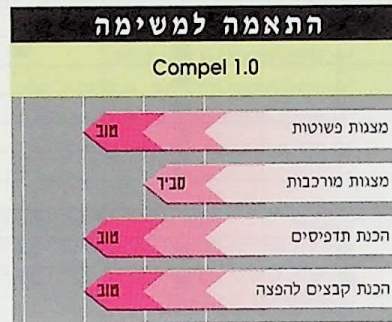 התאמה למשימה
Compel 1.0
מצגות פשוטות טוב
מצגות מורכבות סביר
הכנת תדפיסים טוב
הכנת קבצים להפצה טוב